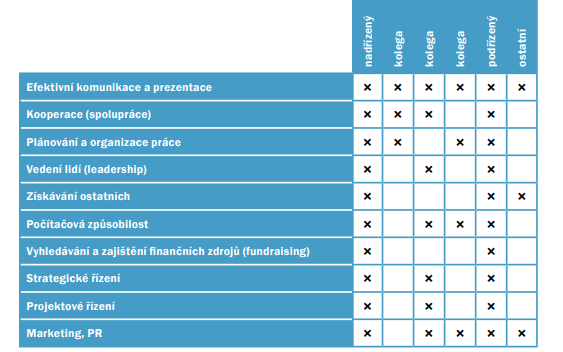 nadřízený kolega kolega kolega podřízený ostatní
Efektivní komunikace a prezentace × × × × × ×
Kooperace (spolupráce) × × × ×
Plánování a organizace práce × × × ×
Vedení lidí (leadership) × × ×
Získávání ostatních × × ×
Počítačová způsobilost × × × ×
Vyhledávání a zajištění finančních zdrojů (fundraising) × ×
Strategické řízení × × ×
Projektové řízení × × ×
Marketing, PR × × × × ×